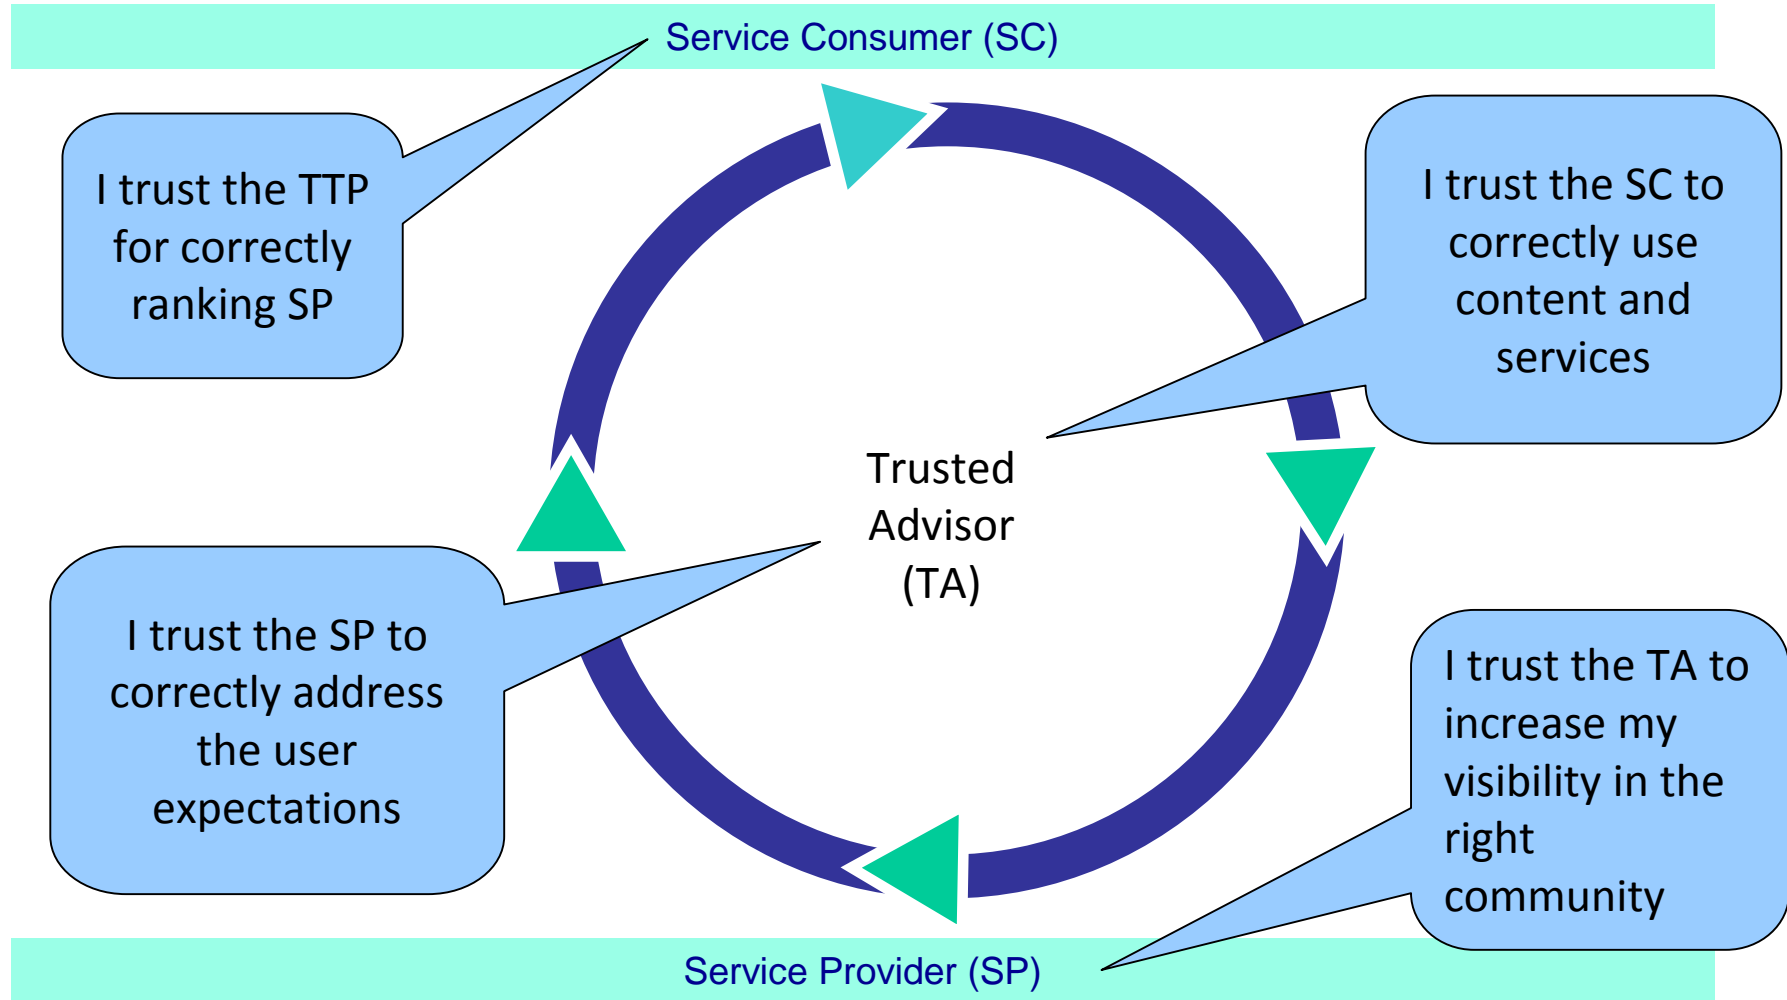 Service Consumer (SC)
I trust the TTP
for correctly
ranking SP
I trust the SC to
correctly use
content and
services
Trusted
Advisor
(TA)
I trust the SP to
correctly address
the user
expectations
I trust the TA to
increase my
visibility in the
right
community
Service Provider (SP)